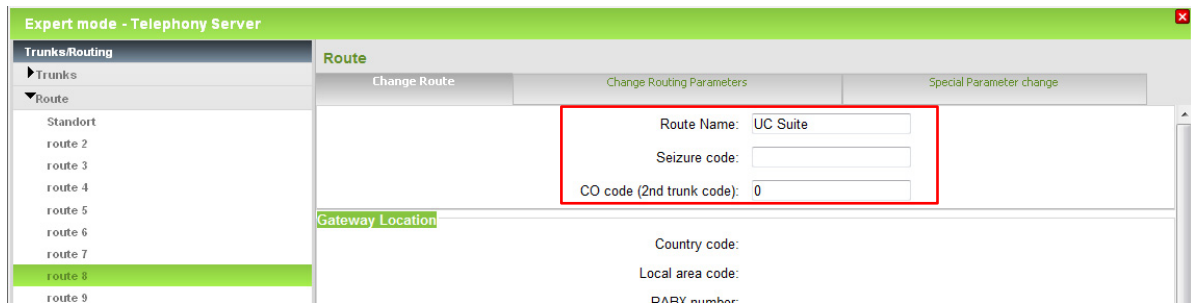 Expert mode - Telephony Server
Trunks/Routing
Trunks
Route
Standort
route 2
route 3
route 4
route 5
route 6
route 7
route 8
route 9
Route
Change Route
Change Routing Parameters
Special Parameter change
Route Name: UC Suite
Seizure code:
CO code (2nd trunk code): 0
Gateway Location
Country code:
Local area code:
PABX number: